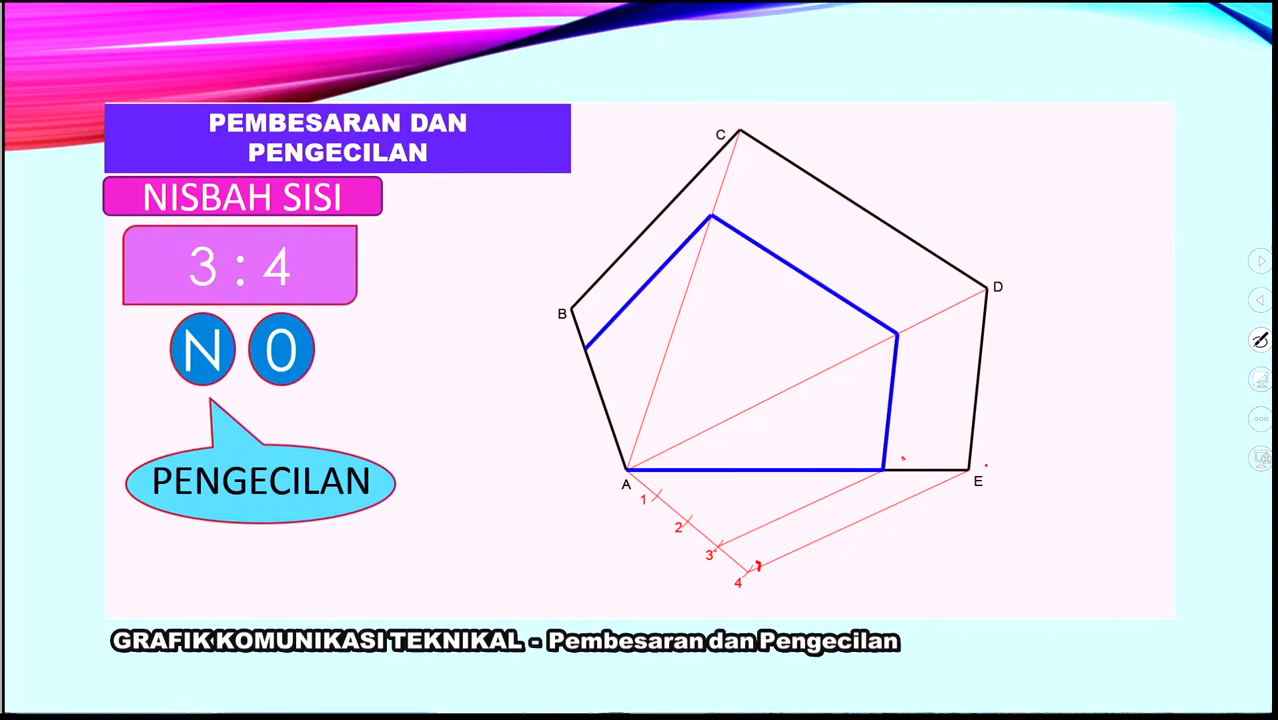 PEMBESARAN DAN
PENGECILAN
NISBAH SISI
3 : 4
N O
PENGECILAN
C
B
D
A
E
1
2
3
4
GRAFIK KOMUNIKASI TEKNIKAL - Pembesaran dan Pengecilan